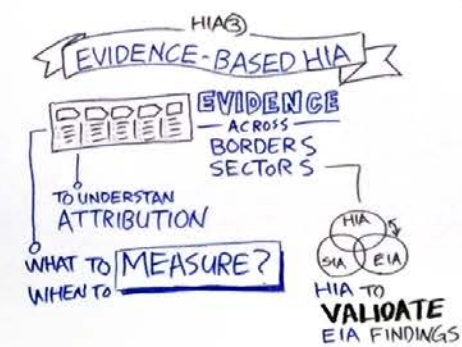 HIA③
EVIDENCE-BASED HIA
EVIDENCE
ACROSS
BORDERS
SECTORS
TO UNDERSTAN
ATTRIBUTION
WHAT TO MEASURE?
WHEN TO
HIA
SIA EIA
HIA TO
VALIDATE
EIA FINDINGS